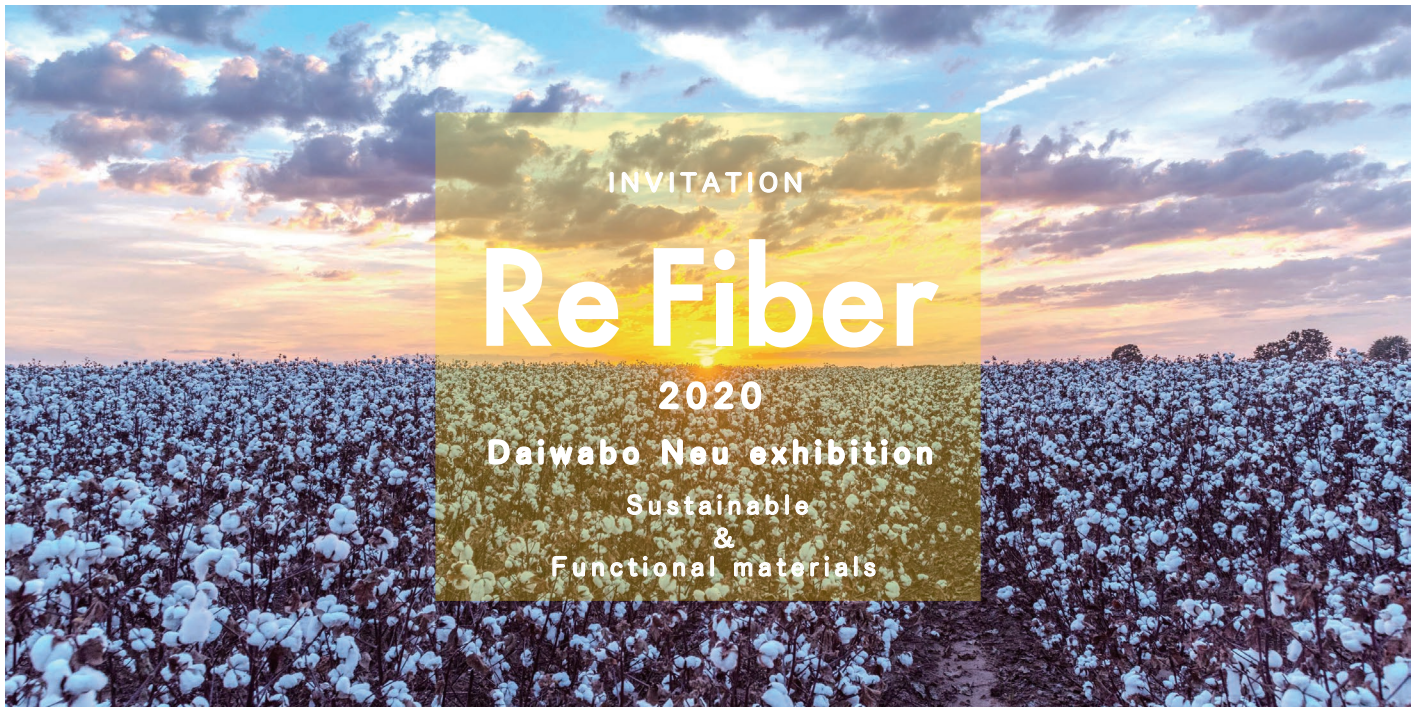 INVITATION
Re Fiber
2020
Daiwabo Neu exhibition
Sustainable
&
Functional materials